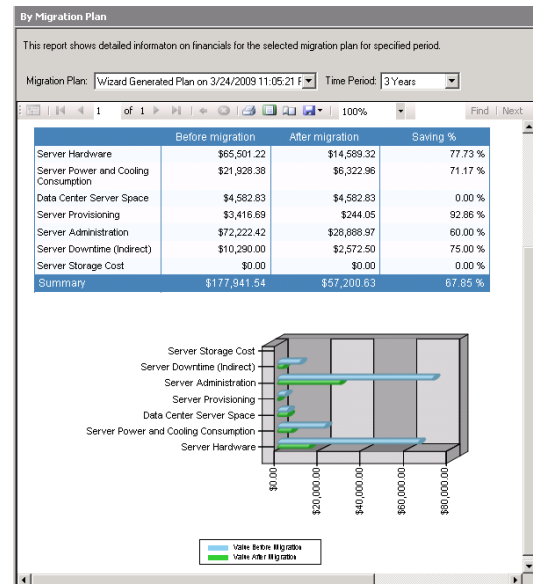 By Migration Plan
This report shows detailed informaton on financials for the selected migration plan for specified period.
Migration Plan: Wizard Generated Plan on 3/24/2009 11:05:21 F Time Period: 3 Years
1 of 1 100% Find | Next
Before migration After migration Saving %
Server Hardware $65,501.22 $14,589.32 77.73 %
Server Power and Cooling $21,928.38 $6,322.96 71.17 %
Consumption
Data Center Server Space $4,582.83 $4,582.83 0.00 %
Server Provisioning $3,416.69 $244.05 92.86 %
Server Administration $72,222.42 $28,888.97 60.00 %
Server Downtime (Indirect) $10,290.00 $2,572.50 75.00 %
Server Storage Cost $0.00 $0.00 0.00 %
Summary $177,941.54 $57,200.63 67.85 %
Server Storage Cost
Server Downtime (Indirect)
Server Administration
Server Provisioning
Data Center Server Space
Server Power and Cooling Consumption
Server Hardware
$0.00 $20,000.00 $40,000.00 $60,000.00 $80,000.00
Value Before Migration
Value After Migration